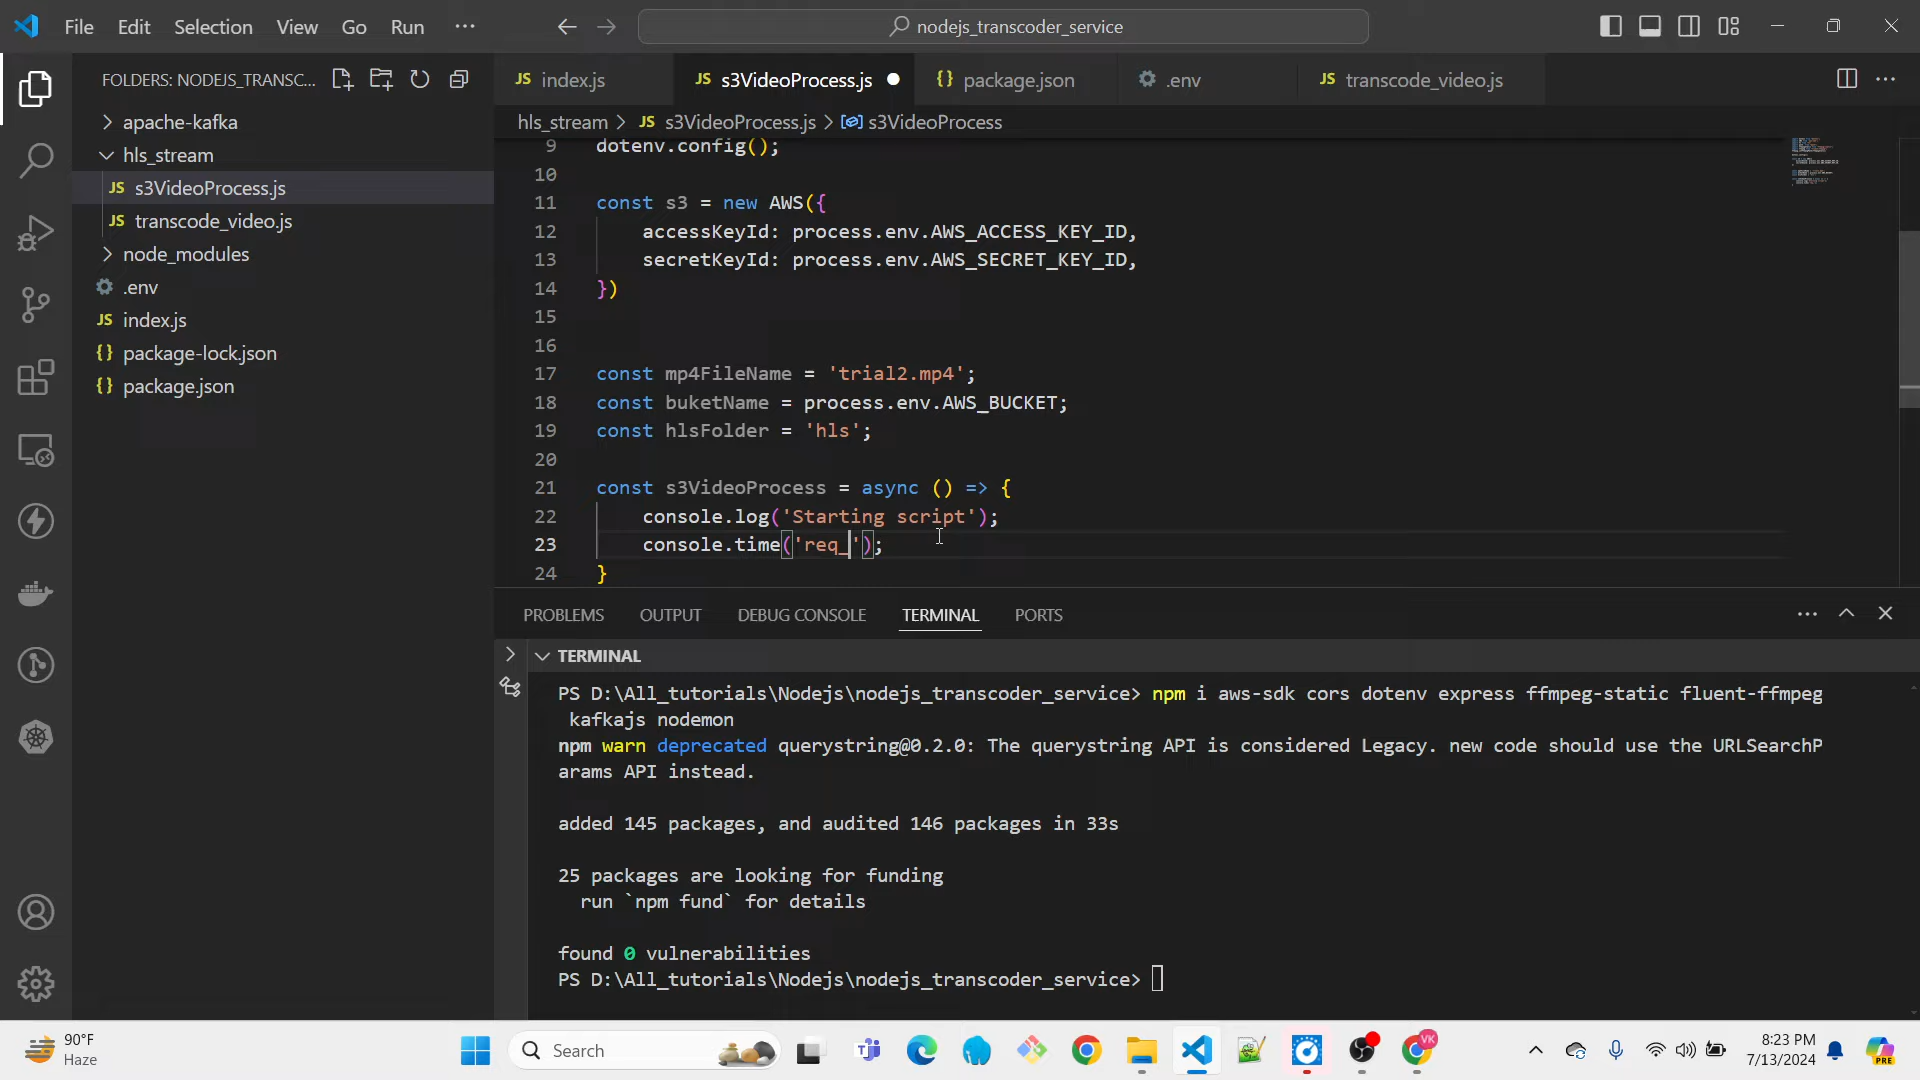 File Edit Selection View Go Run ··· nodejs_transcoder_service
FOLDERS: NODEJS_TRANSC...
JS index.js JS s3VideoProcess.js {} package.json .env JS transcode_video.js
hls_stream > JS s3VideoProcess.js > s3VideoProcess
apache-kafka
hls_stream
JS s3VideoProcess.js
JS transcode_video.js
node_modules
.env
JS index.js
{} package-lock.json
{} package.json
9 dotenv.config();
10
11 const s3 = new AWS({
12 accessKeyId: process.env.AWS_ACCESS_KEY_ID,
13 secretKeyId: process.env.AWS_SECRET_KEY_ID,
14 })
15
16
17 const mp4FileName = 'trial2.mp4';
18 const buketName = process.env.AWS_BUCKET;
19 const hlsFolder = 'hls';
20
21 const s3VideoProcess = async () => {
22 console.log('Starting script');
23 console.time('req_');
24 }
PROBLEMS OUTPUT DEBUG CONSOLE TERMINAL PORTS
TERMINAL
PS D:\All_tutorials\Nodejs\nodejs_transcoder_service> npm i aws-sdk cors dotenv express ffmpeg-static fluent-ffmpeg
kafkajs nodemon
npm warn deprecated querystring@0.2.0: The querystring API is considered Legacy. new code should use the URLSearchP
arams API instead.
added 145 packages, and audited 146 packages in 33s
25 packages are looking for funding
run `npm fund` for details
found 0 vulnerabilities
PS D:\All_tutorials\Nodejs\nodejs_transcoder_service>
90°F
Haze
Search
VK
PRE
8:23 PM
7/13/2024